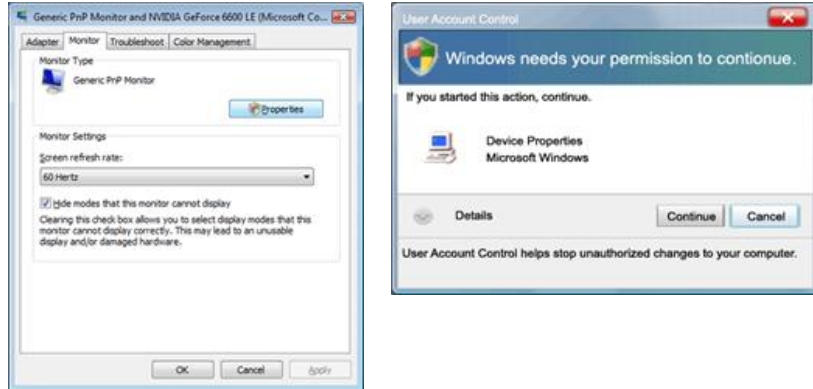 Generic PnP Monitor and NVIDIA GeForce 6600 LE (Microsoft Co...
Adapter Monitor Troubleshoot Color Management
Monitor Type
Generic PnP Monitor
Properties
Monitor Settings
Screen refresh rate:
60 Hertz
Hide modes that this monitor cannot display
Clearing this check box allows you to select display modes that this
monitor cannot display correctly. This may lead to an unusable
display and/or damaged hardware.
OK Cancel Apply
User Account Control
Windows needs your permission to contionue.
If you started this action, continue.
Device Properties
Microsoft Windows
Details Continue Cancel
User Account Control helps stop unauthorized changes to your computer.